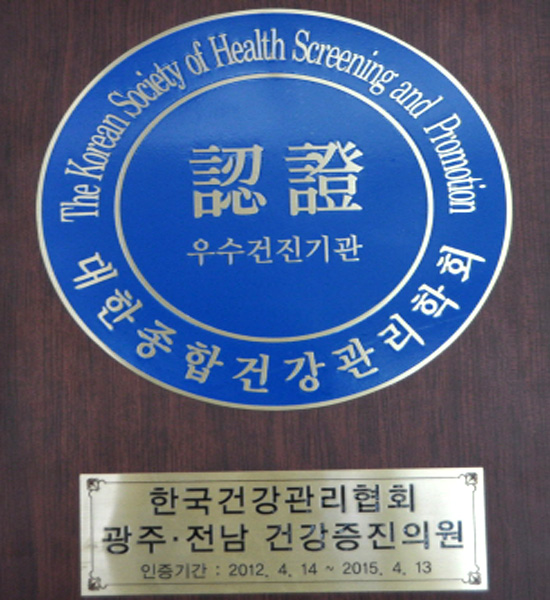 The Korean Society of Health Screening and Promotion
認證
우수건진기관
대한종합건강관리학회
한국건강관리협회
광주·전남 건강증진의원
인증기간 : 2012. 4. 14 ~ 2015. 4. 13